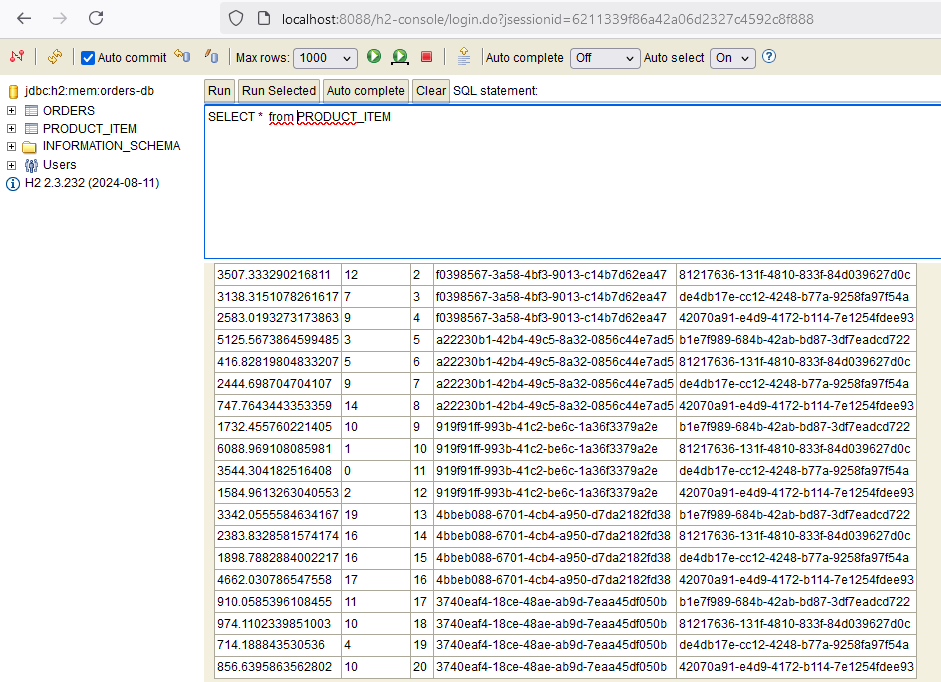 localhost:8088/h2-console/login.do?jsessionid=6211339f86a42a06d2327c4592c8f888
Auto commit Max rows: 1000 Auto complete Off Auto select On ?
jdbc:h2:mem:orders-db
ORDERS
PRODUCT_ITEM
INFORMATION_SCHEMA
Users
H2 2.3.232 (2024-08-11)
Run Run Selected Auto complete Clear SQL statement:
SELECT * from PRODUCT_ITEM
3507.333290216811 12 2 f0398567-3a58-4bf3-9013-c14b7d62ea47 81217636-131f-4810-833f-84d039627d0c
3138.3151078261617 7 3 f0398567-3a58-4bf3-9013-c14b7d62ea47 de4db17e-cc12-4248-b77a-9258fa97f54a
2583.0193273173863 9 4 f0398567-3a58-4bf3-9013-c14b7d62ea47 42070a91-e4d9-4172-b114-7e1254fdee93
5125.5673864599485 3 5 a22230b1-42b4-49c5-8a32-0856c44e7ad5 b1e7f989-684b-42ab-bd87-3df7eadcd722
416.82819804833207 5 6 a22230b1-42b4-49c5-8a32-0856c44e7ad5 81217636-131f-4810-833f-84d039627d0c
2444.698704704107 9 7 a22230b1-42b4-49c5-8a32-0856c44e7ad5 de4db17e-cc12-4248-b77a-9258fa97f54a
747.7643443353359 14 8 a22230b1-42b4-49c5-8a32-0856c44e7ad5 42070a91-e4d9-4172-b114-7e1254fdee93
1732.455760221405 10 9 919f91ff-993b-41c2-be6c-1a36f3379a2e b1e7f989-684b-42ab-bd87-3df7eadcd722
6088.969108085981 1 10 919f91ff-993b-41c2-be6c-1a36f3379a2e 81217636-131f-4810-833f-84d039627d0c
3544.304182516408 0 11 919f91ff-993b-41c2-be6c-1a36f3379a2e de4db17e-cc12-4248-b77a-9258fa97f54a
1584.9613263040553 2 12 919f91ff-993b-41c2-be6c-1a36f3379a2e 42070a91-e4d9-4172-b114-7e1254fdee93
3342.0555584634167 19 13 4bbeb088-6701-4cb4-a950-d7da2182fd38 b1e7f989-684b-42ab-bd87-3df7eadcd722
2383.8328581574174 16 14 4bbeb088-6701-4cb4-a950-d7da2182fd38 81217636-131f-4810-833f-84d039627d0c
1898.7882884002217 16 15 4bbeb088-6701-4cb4-a950-d7da2182fd38 de4db17e-cc12-4248-b77a-9258fa97f54a
4662.030786547558 17 16 4bbeb088-6701-4cb4-a950-d7da2182fd38 42070a91-e4d9-4172-b114-7e1254fdee93
910.0585396108455 11 17 3740eaf4-18ce-48ae-ab9d-7eaa45df050b b1e7f989-684b-42ab-bd87-3df7eadcd722
974.1102339851003 10 18 3740eaf4-18ce-48ae-ab9d-7eaa45df050b 81217636-131f-4810-833f-84d039627d0c
714.188843530536 4 19 3740eaf4-18ce-48ae-ab9d-7eaa45df050b de4db17e-cc12-4248-b77a-9258fa97f54a
856.6395863562802 10 20 3740eaf4-18ce-48ae-ab9d-7eaa45df050b 42070a91-e4d9-4172-b114-7e1254fdee93